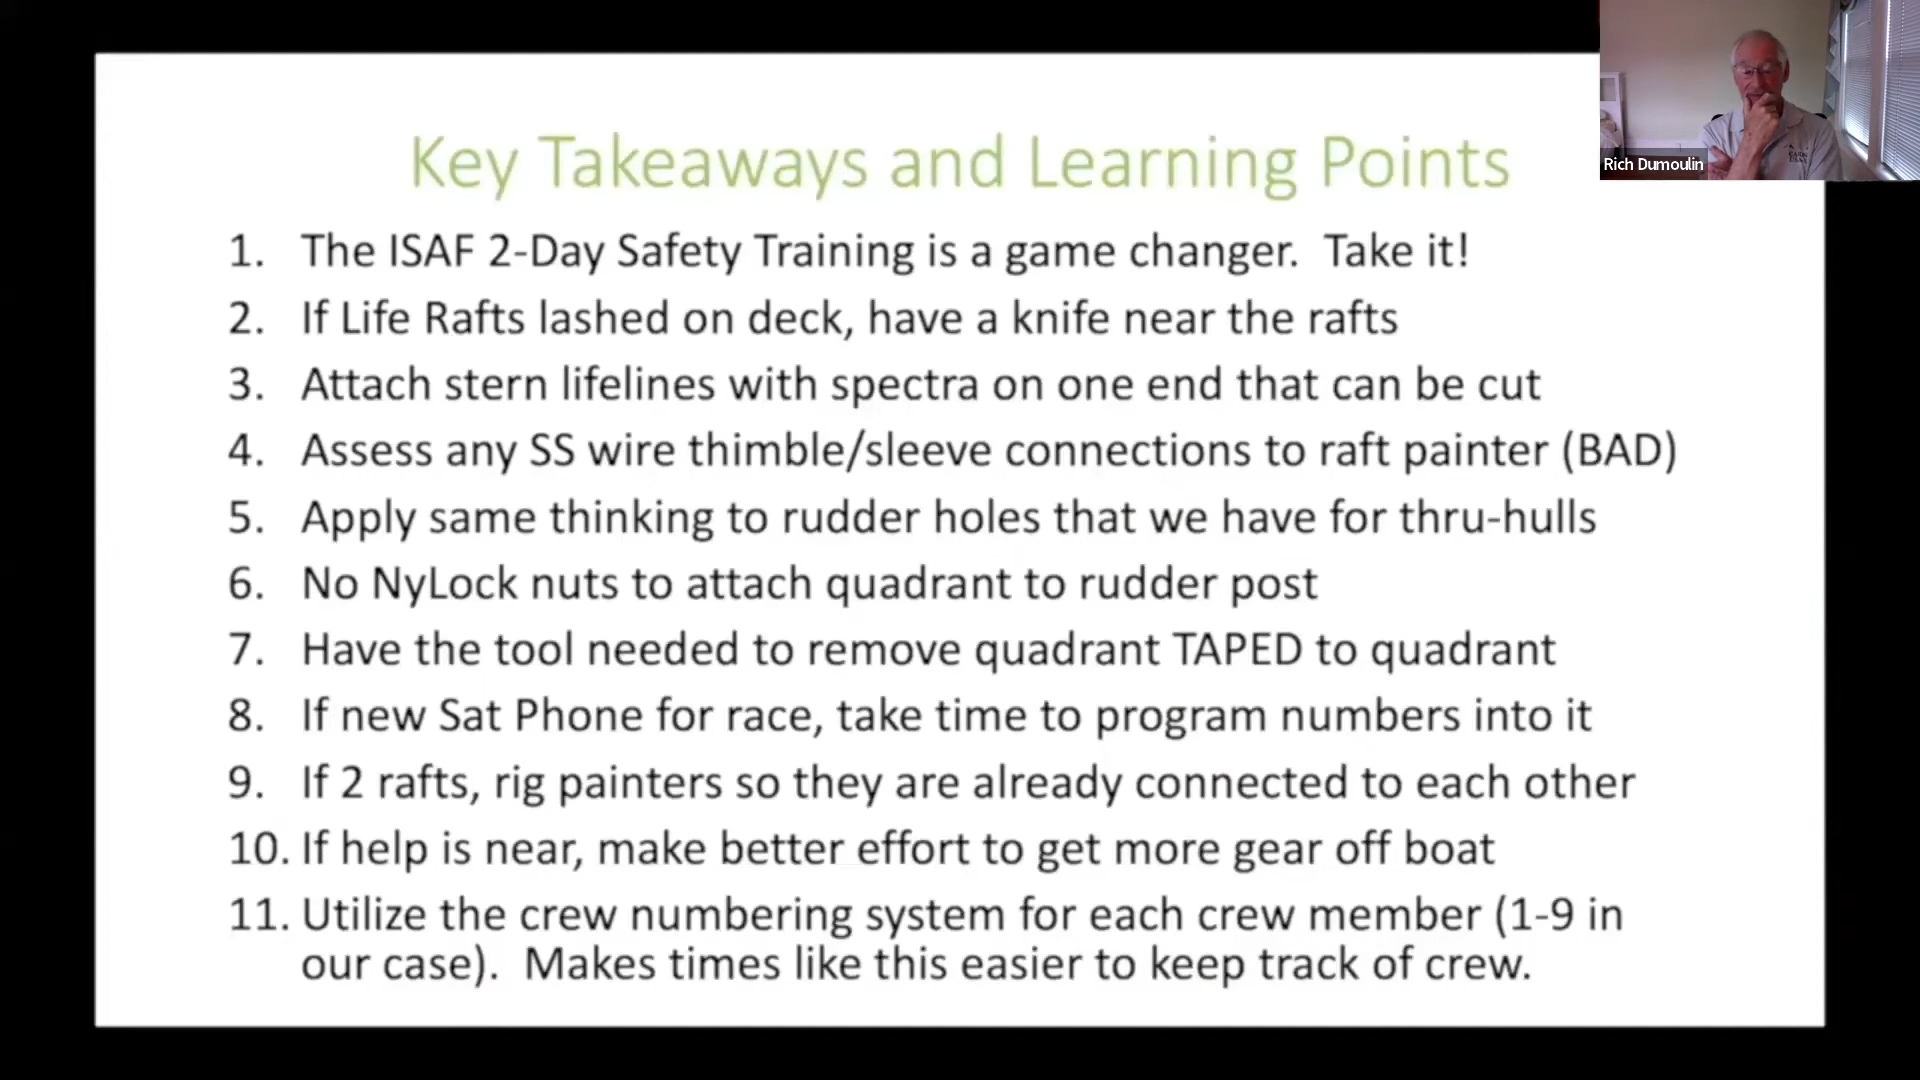 Key Takeaways and Learning Points
Rich Dumoulin
1. The ISAF 2-Day Safety Training is a game changer. Take it!
2. If Life Rafts lashed on deck, have a knife near the rafts
3. Attach stern lifelines with spectra on one end that can be cut
4. Assess any SS wire thimble/sleeve connections to raft painter (BAD)
5. Apply same thinking to rudder holes that we have for thru-hulls
6. No NyLock nuts to attach quadrant to rudder post
7. Have the tool needed to remove quadrant TAPED to quadrant
8. If new Sat Phone for race, take time to program numbers into it
9. If 2 rafts, rig painters so they are already connected to each other
10. If help is near, make better effort to get more gear off boat
11. Utilize the crew numbering system for each crew member (1-9 in
our case). Makes times like this easier to keep track of crew.